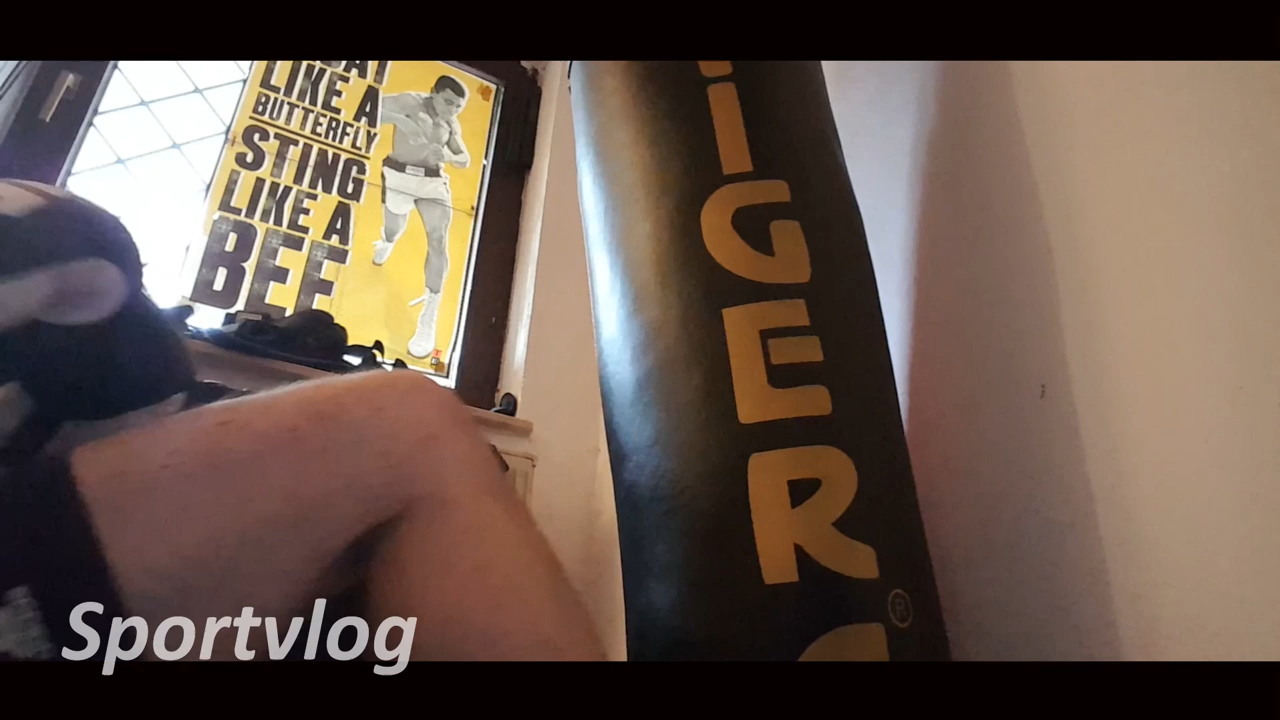 LIKE A
BUTTERFLY
STING
LIKE A
BEE
IGER
®
Sportvlog